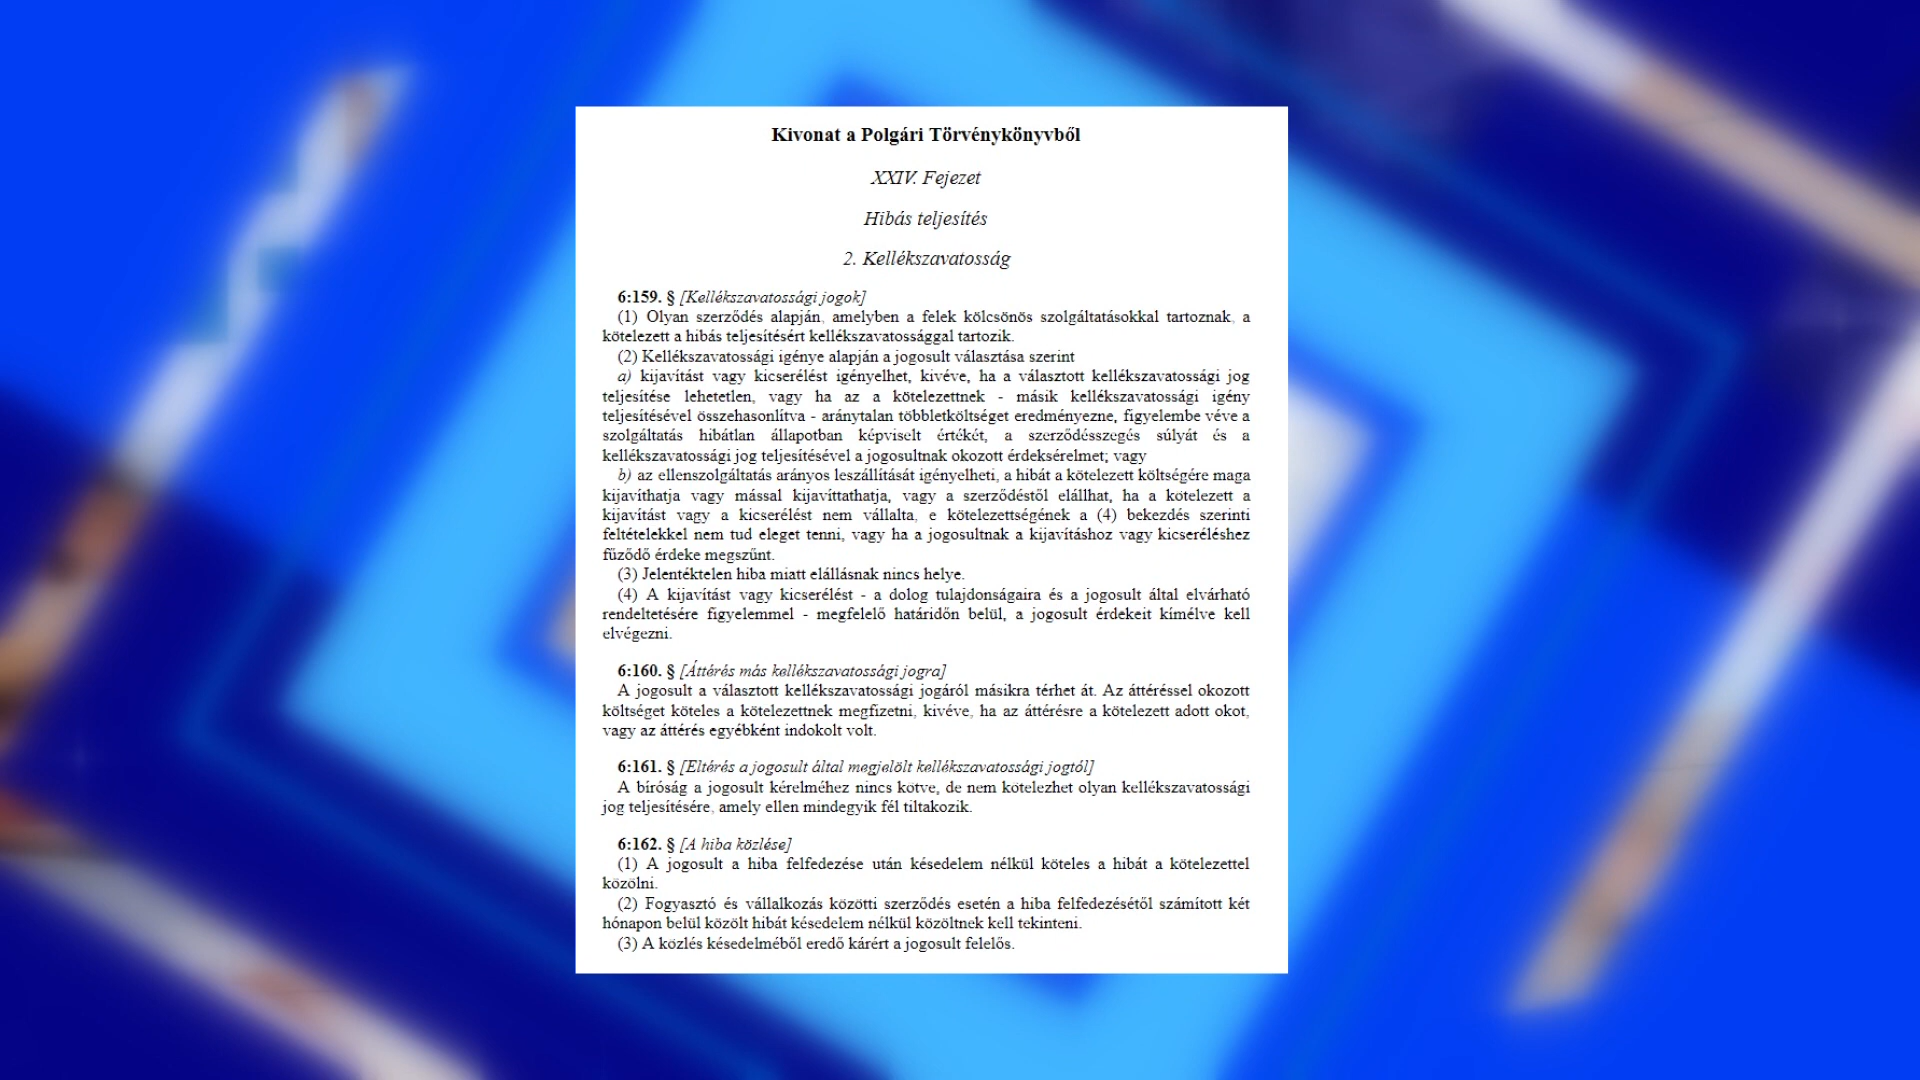 Kivonat a Polgári Törvénykönyvből
XXIV. Fejezet
Hibás teljesítés
2. Kellékszavatosság
6:159. § [Kellékszavatossági jogok]
(1) Olyan szerződés alapján, amelyben a felek kölcsönös szolgáltatásokkal tartoznak, a
kötelezett a hibás teljesítésért kellékszavatossággal tartozik.
(2) Kellékszavatossági igénye alapján a jogosult választása szerint
a) kijavítást vagy kicserélést igényelhet, kivéve, ha a választott kellékszavatossági jog
teljesítése lehetetlen, vagy ha az a kötelezettnek - másik kellékszavatossági igény
teljesítésével összehasonlítva - aránytalan többletköltséget eredményezne, figyelembe véve a
szolgáltatás hibátlan állapotban képviselt értékét, a szerződésszegés súlyát és a
kellékszavatossági jog teljesítésével a jogosultnak okozott érdeksérelmet; vagy
b) az ellenszolgáltatás arányos leszállítását igényelheti, a hibát a kötelezett költségére maga
kijavíthatja vagy mással kijavíttathatja, vagy a szerződéstől elállhat, ha a kötelezett a
kijavítást vagy a kicserélést nem vállalta, e kötelezettségének a (4) bekezdés szerinti
feltételekkel nem tud eleget tenni, vagy ha a jogosultnak a kijavításhoz vagy kicseréléshez
fűződő érdeke megszűnt.
(3) Jelentéktelen hiba miatt elállásnak nincs helye.
(4) A kijavítást vagy kicserélést - a dolog tulajdonságaira és a jogosult által elvárható
rendeltetésére figyelemmel - megfelelő határidőn belül, a jogosult érdekeit kímélve kell
elvégezni.
6:160. § [Áttérés más kellékszavatossági jogra]
A jogosult a választott kellékszavatossági jogáról másikra térhet át. Az áttéréssel okozott
költséget köteles a kötelezettnek megfizetni, kivéve, ha az áttérésre a kötelezett adott okot,
vagy az áttérés egyébként indokolt volt.
6:161. § [Eltérés a jogosult által megjelölt kellékszavatossági jogtól]
A bíróság a jogosult kérelméhez nincs kötve, de nem kötelezhet olyan kellékszavatossági
jog teljesítésére, amely ellen mindegyik fél tiltakozik.
6:162. § [A hiba közlése]
(1) A jogosult a hiba felfedezése után késedelem nélkül köteles a hibát a kötelezettel
közölni.
(2) Fogyasztó és vállalkozás közötti szerződés esetén a hiba felfedezésétől számított két
hónapon belül közölt hibát késedelem nélkül közöltnek kell tekinteni.
(3) A közlés késedelméből eredő kárért a jogosult felelős.